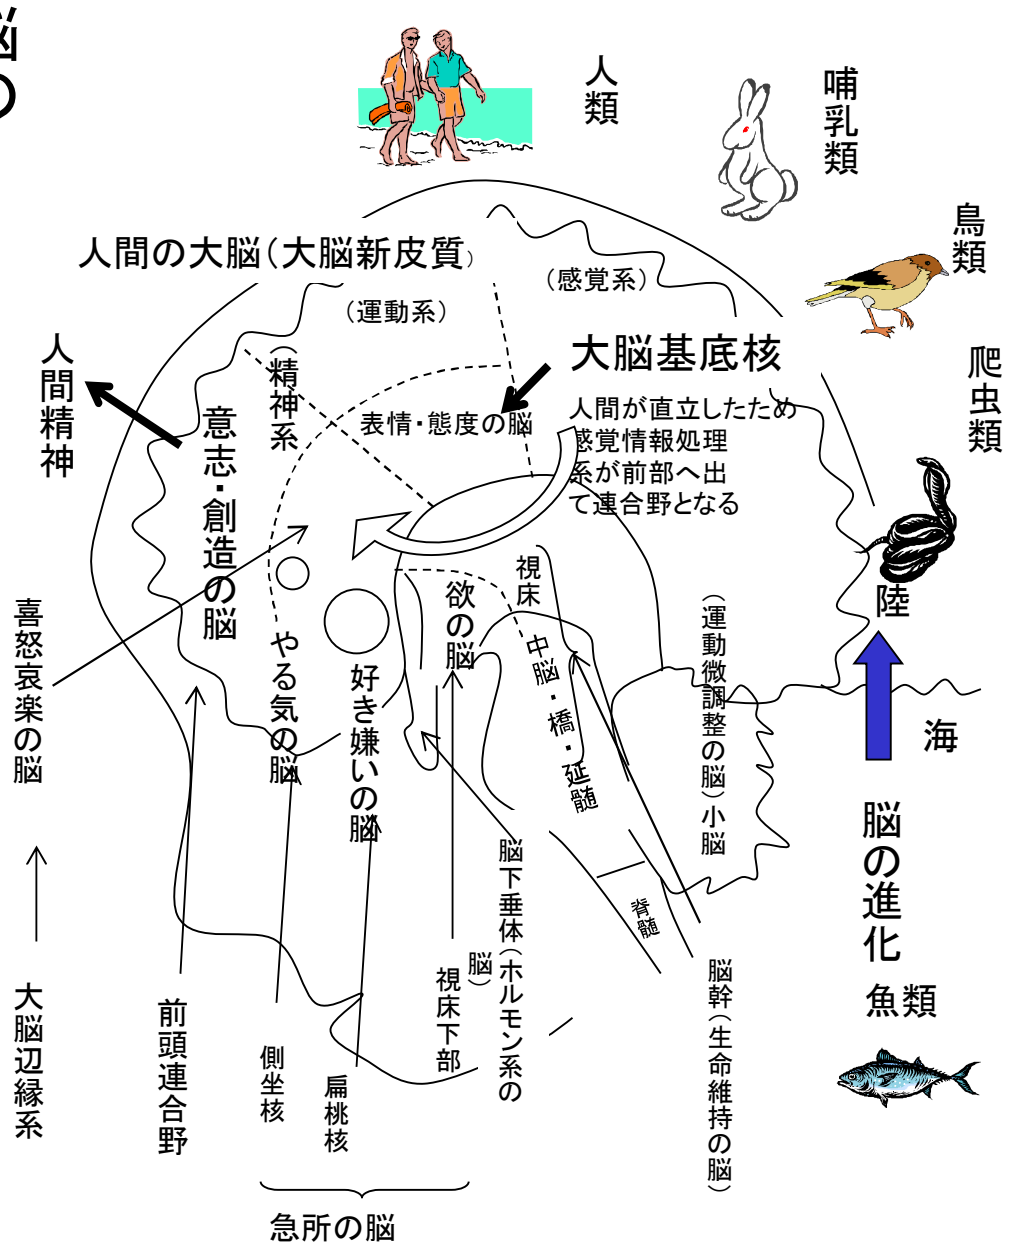 脳の
人類
哺乳類
鳥類
爬虫類
人間の大脳（大脳新皮質）
（感覚系）
（運動系）
（精神系
大脳基底核
人間が直立したため
感覚情報処理
系が前部へ出
て連合野となる
表情・態度の脳
人間精神
意志・創造の脳
喜怒哀楽の脳
やる気の脳
好き嫌いの脳
欲の脳
視床
中脳・橋・延髄
（運動微調整の脳）小脳
陸
海
脳の進化
魚類
脊髄
脳下垂体（ホルモン系の
脳）
視床下部
脳幹（生命維持の脳）
大脳辺縁系
前頭連合野
側坐核
扁桃核
急所の脳